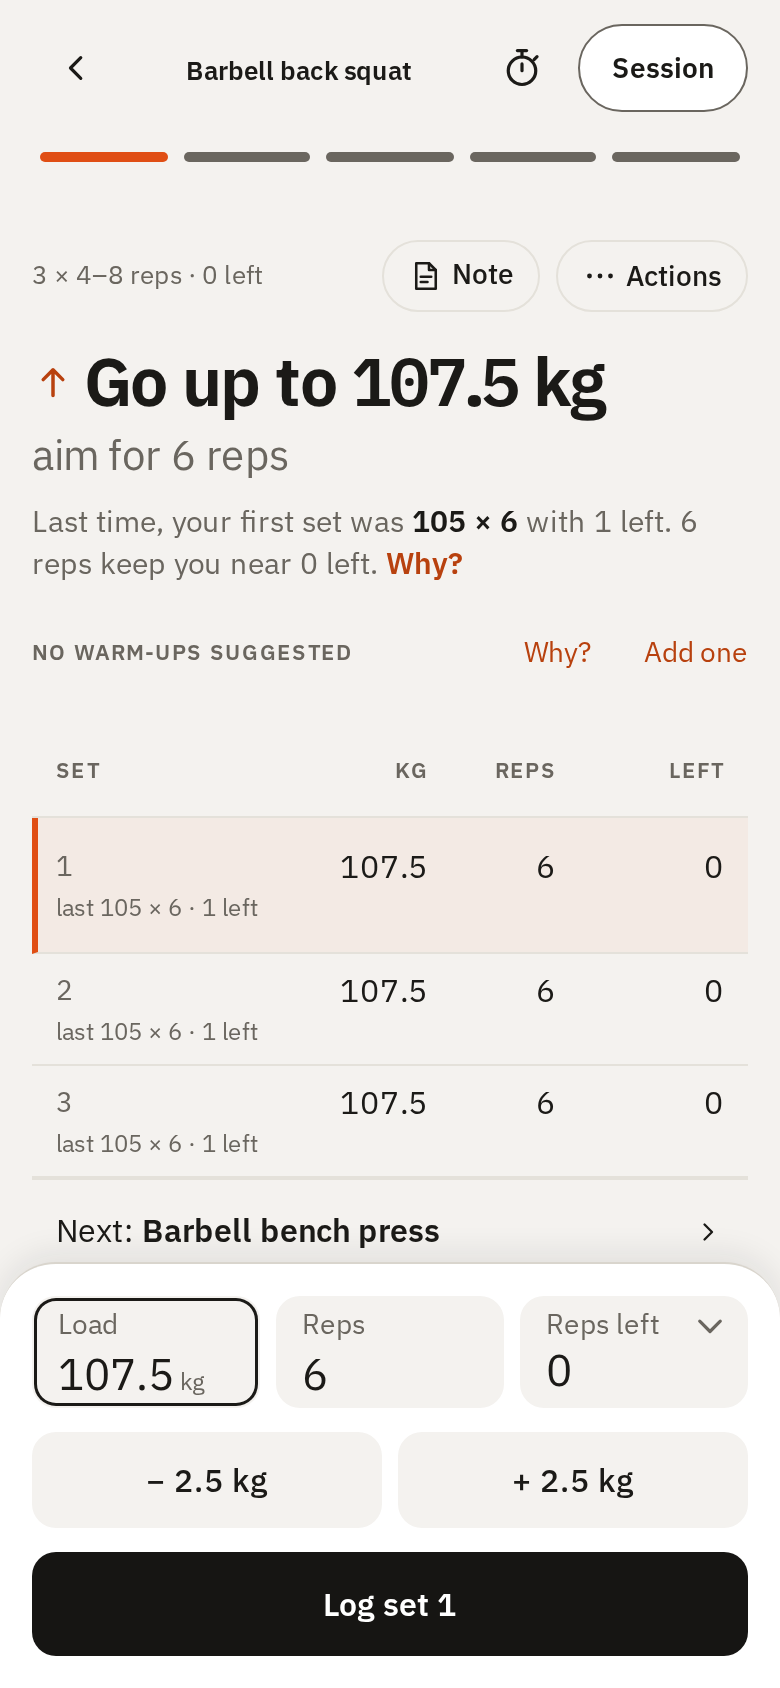 Barbell back squat
Session
3 × 4–8 reps · 0 left
Note
Actions
↑ Go up to 107.5 kg
aim for 6 reps
Last time, your first set was 105 × 6 with 1 left. 6
reps keep you near 0 left. Why?
NO WARM-UPS SUGGESTED
Why?
Add one
SET KG REPS LEFT
1 107.5 6 0
last 105 × 6 · 1 left
2 107.5 6 0
last 105 × 6 · 1 left
3 107.5 6 0
last 105 × 6 · 1 left
Next: Barbell bench press
Load Reps Reps left
107.5 kg 6 0
– 2.5 kg + 2.5 kg
Log set 1